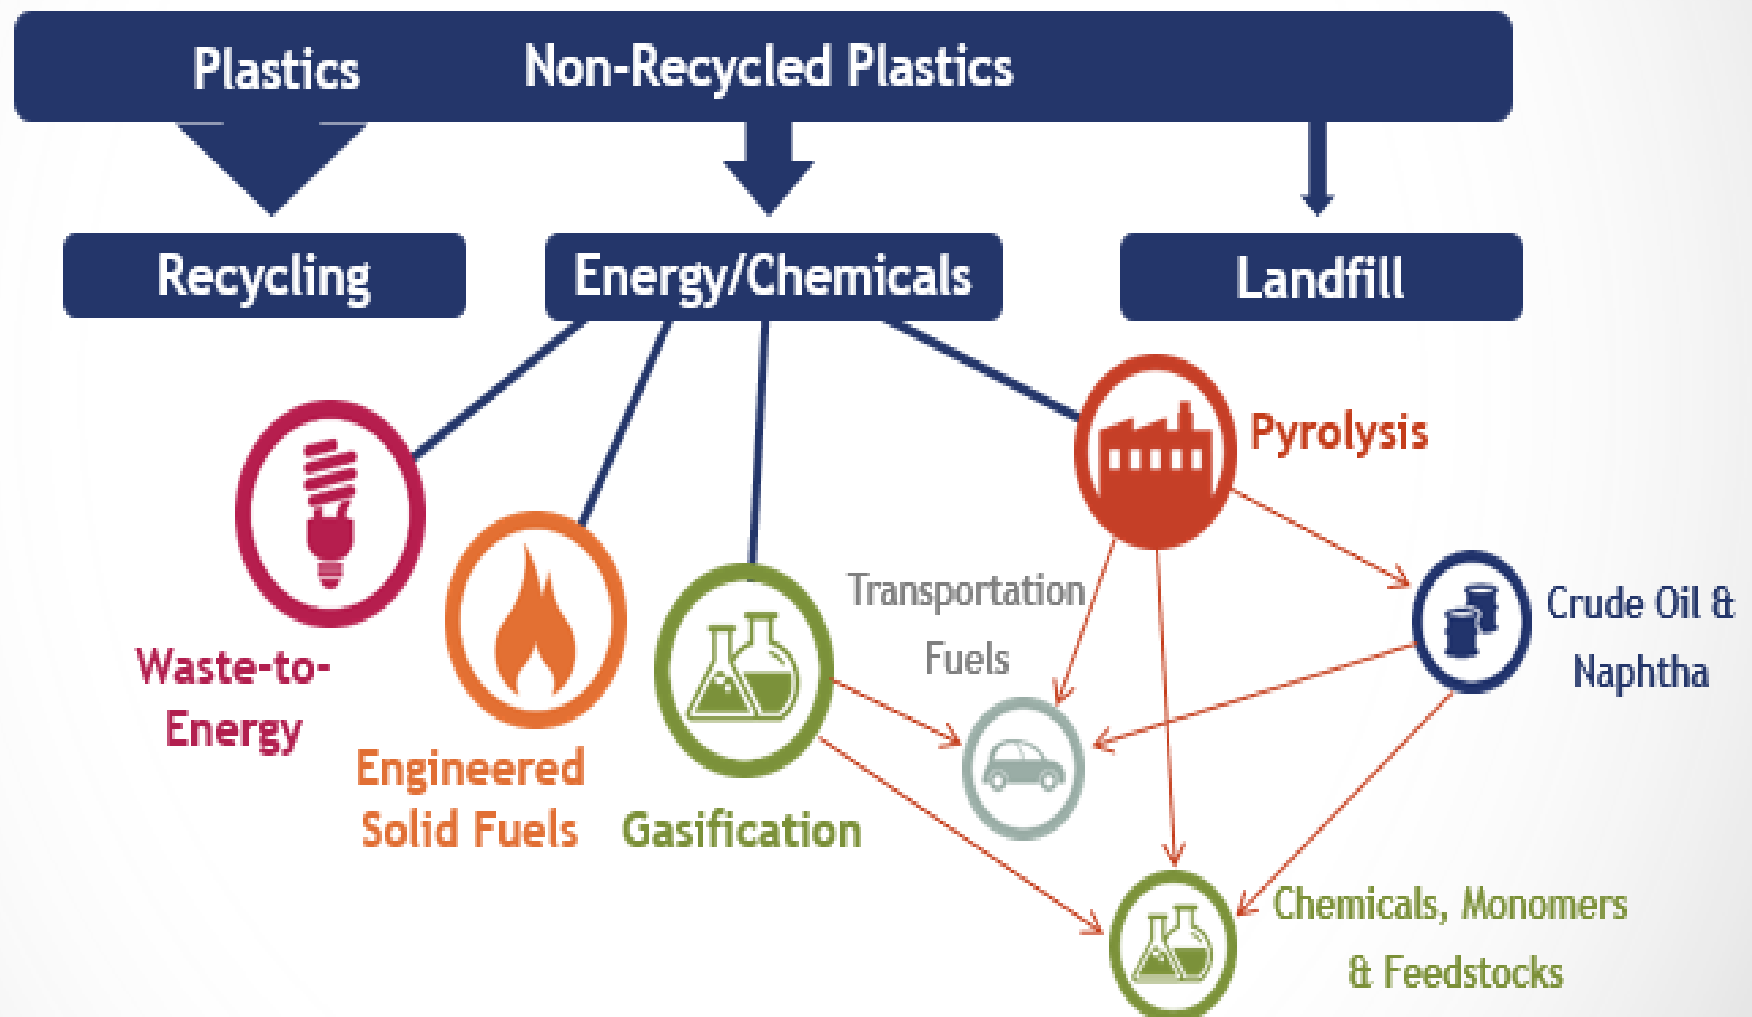 Plastics
Non-Recycled Plastics
Recycling
Energy/Chemicals
Landfill
Pyrolysis
Transportation
Fuels
Crude Oil &
Naphtha
Waste-to-
Energy
Engineered
Solid Fuels
Gasification
Chemicals, Monomers
& Feedstocks